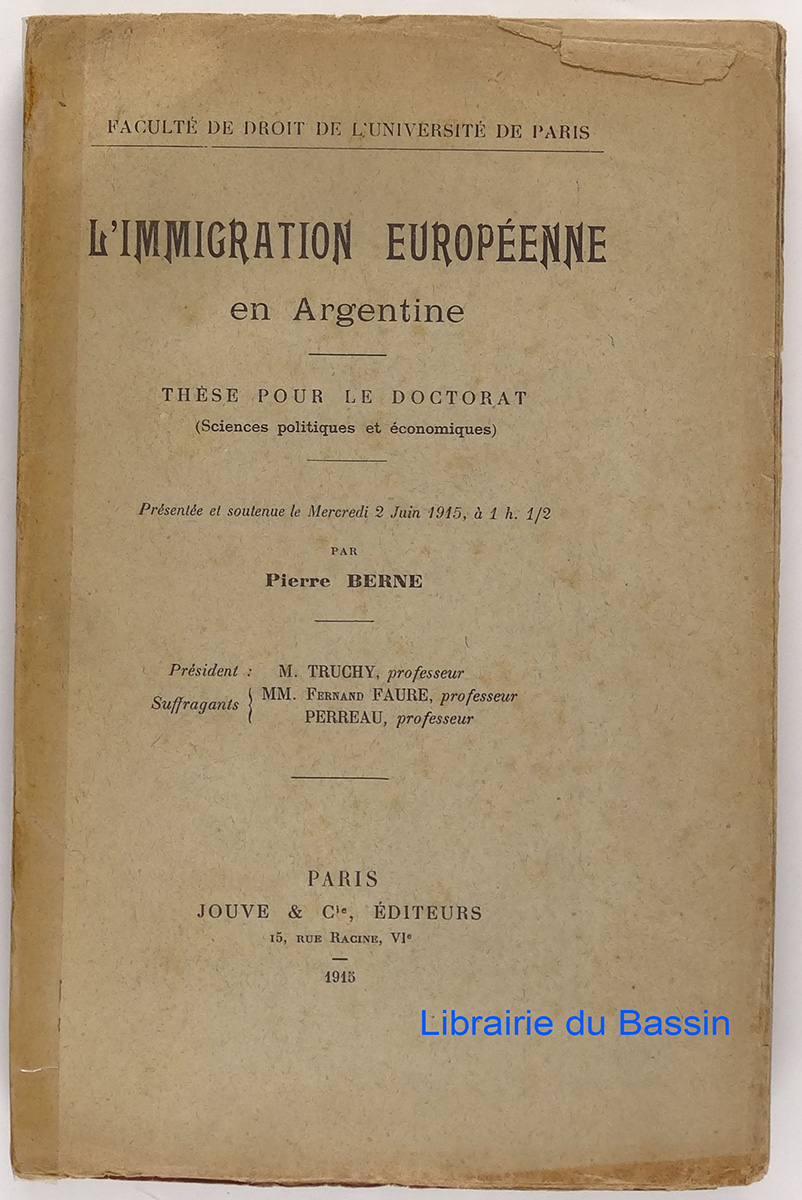 FACULTÉ DE DROIT DE L'UNIVERSITÉ DE PARIS
L'IMMIGRATION EUROPÉENNE
en Argentine
THÈSE POUR LE DOCTORAT
(Sciences politiques et économiques)
Présentée et soutenue le Mercredi 2 Juin 1915, à 1 h. 1/2
PAR
Pierre BERNE
Président : M. TRUCHY, professeur
Suffragants { MM. FERNAND FAURE, professeur
PERREAU, professeur
PARIS
JOUVE & Cie, ÉDITEURS
15, RUE RACINE, VIe
1915
Librairie du Bassin